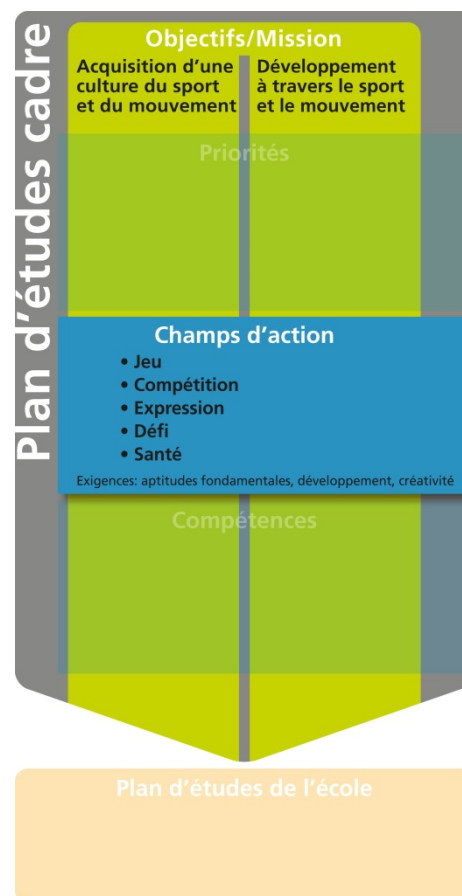 Plan d'études cadre
Objectifs/Mission
Acquisition d'une
culture du sport
et du mouvement
Développement
à travers le sport
et le mouvement
Priorités
Champs d'action
• Jeu
• Compétition
• Expression
• Défi
• Santé
Exigences: aptitudes fondamentales, développement, créativité
Compétences
Plan d'études de l'école